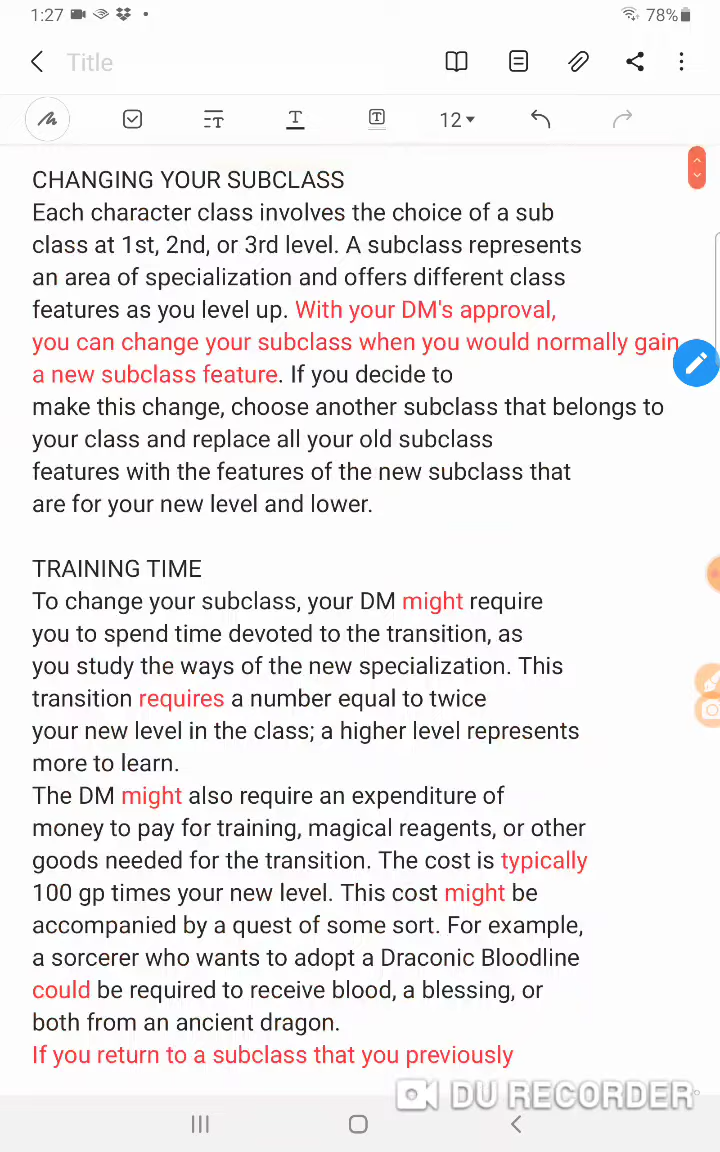 1:27
78%
Title
12
CHANGING YOUR SUBCLASS
Each character class involves the choice of a sub
class at 1st, 2nd, or 3rd level. A subclass represents
an area of specialization and offers different class
features as you level up. With your DM's approval,
you can change your subclass when you would normally gain
a new subclass feature. If you decide to
make this change, choose another subclass that belongs to
your class and replace all your old subclass
features with the features of the new subclass that
are for your new level and lower.
TRAINING TIME
To change your subclass, your DM might require
you to spend time devoted to the transition, as
you study the ways of the new specialization. This
transition requires a number equal to twice
your new level in the class; a higher level represents
more to learn.
The DM might also require an expenditure of
money to pay for training, magical reagents, or other
goods needed for the transition. The cost is typically
100 gp times your new level. This cost might be
accompanied by a quest of some sort. For example,
a sorcerer who wants to adopt a Draconic Bloodline
could be required to receive blood, a blessing, or
both from an ancient dragon.
If you return to a subclass that you previously
DU RECORDER